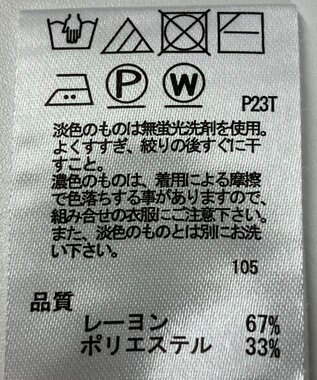 P
W
P23T
淡色のものは無蛍光洗剤を使用。
よくすすぎ、絞りの後すぐに干
すこと。
濃色のものは、着用による摩擦
で色落ちする事がありますので、
組み合せの衣服にご注意下さい。
また、淡色のものとは別にお洗
い下さい。
105
品質
レーヨン 67%
ポリエステル 33%